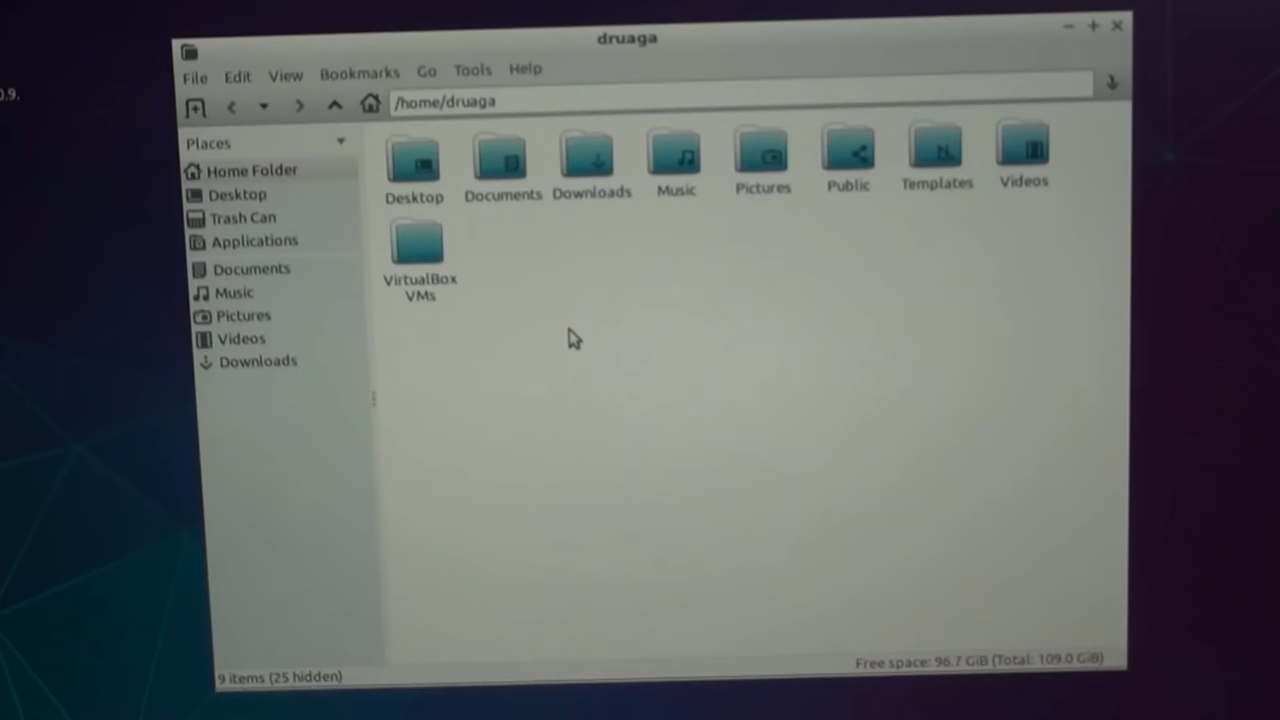 0.9.
druaga
File Edit View Bookmarks Go Tools Help
/home/druaga
Places
Home Folder
Desktop
Trash Can
Applications
Documents
Music
Pictures
Videos
Downloads
Desktop Documents Downloads Music Pictures Public Templates Videos
VirtualBox
VMs
9 items (25 hidden)
Free space: 96.7 GiB (Total: 109.0 GiB)